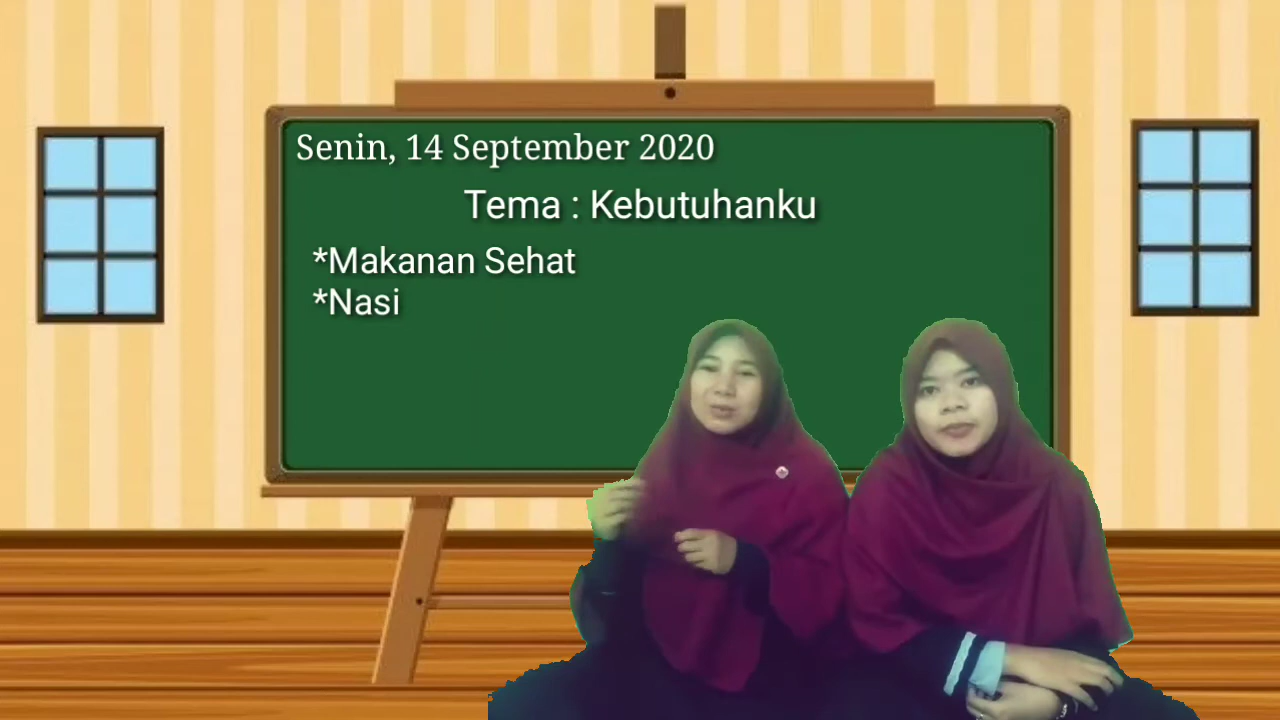 Senin, 14 September 2020
Tema : Kebutuhanku
*Makanan Sehat
*Nasi